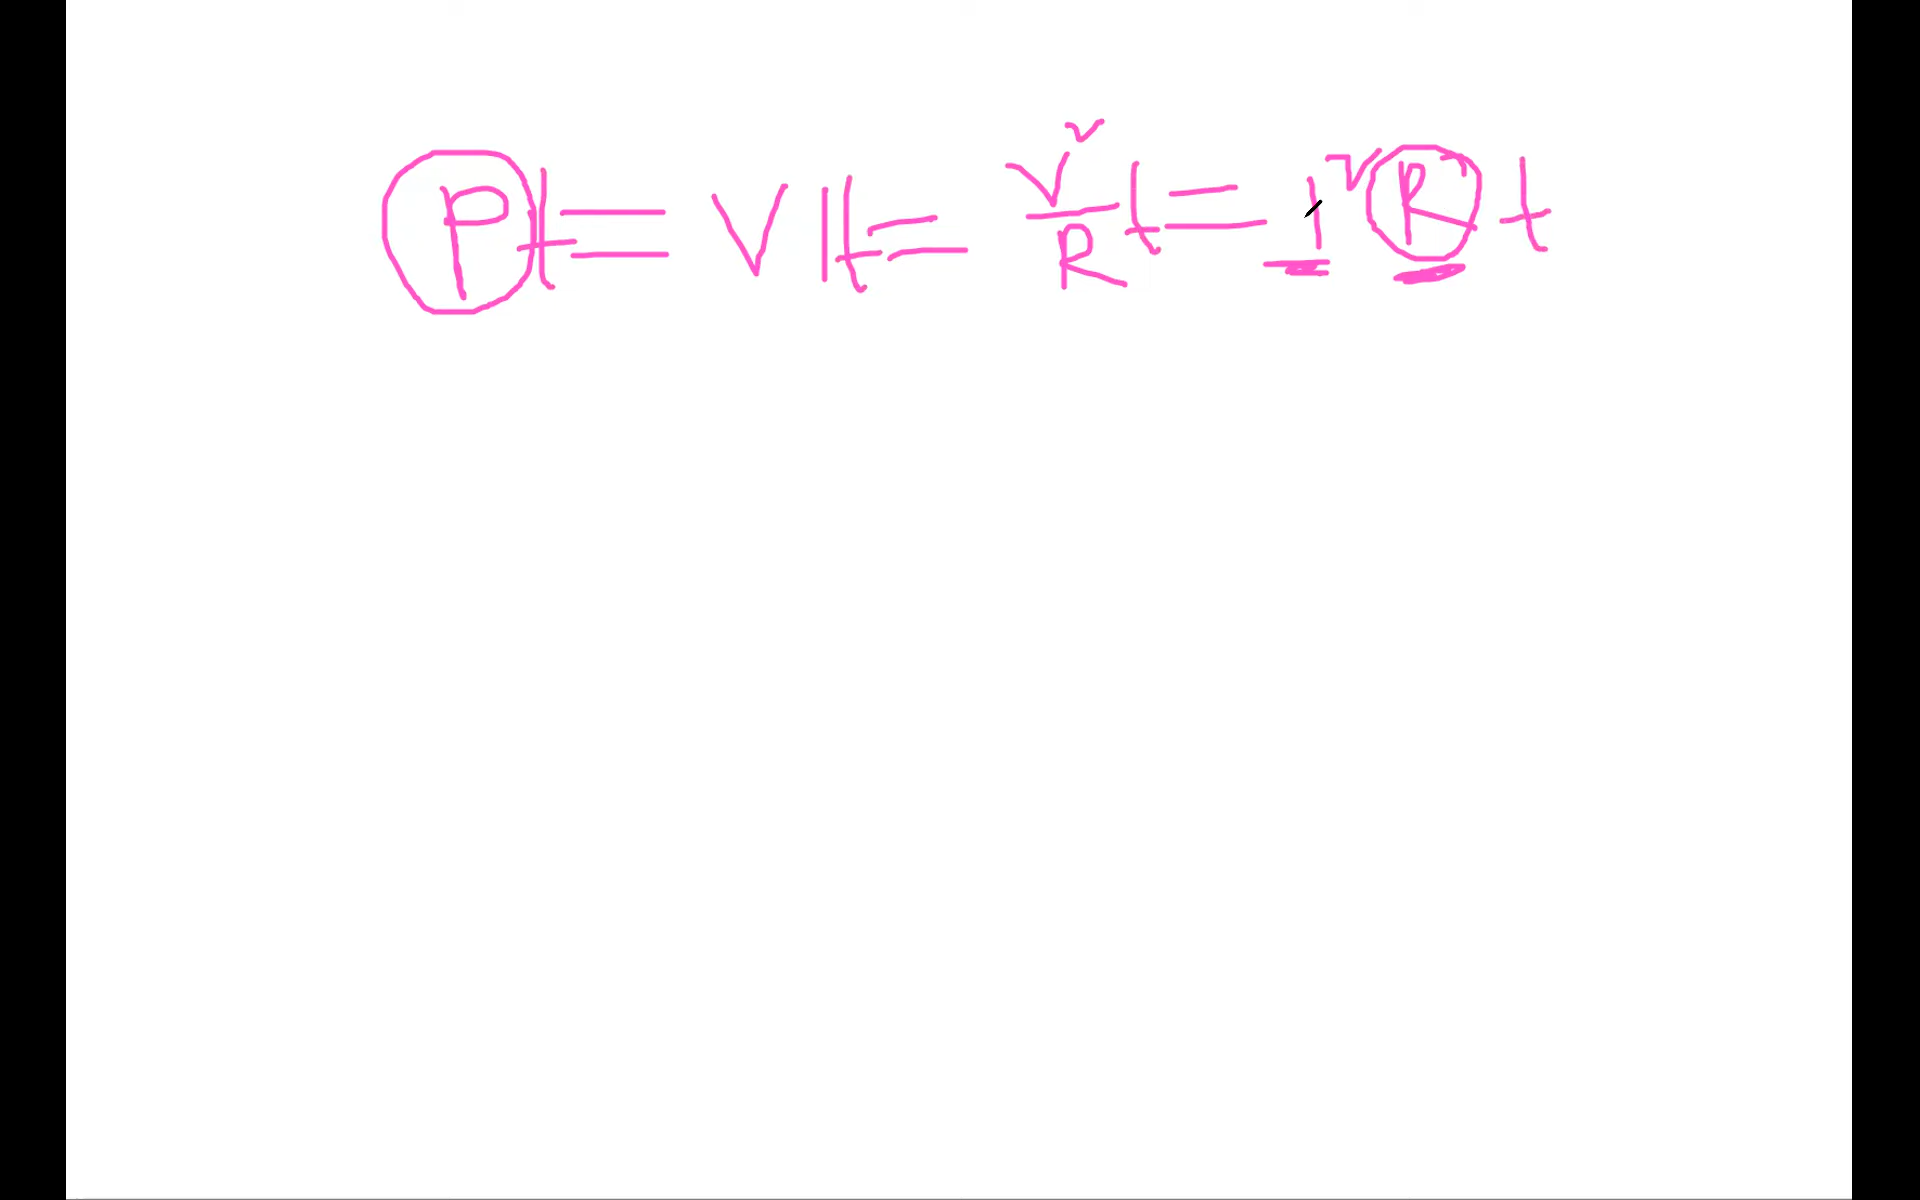 Pt = VIt = V²/R t = I²Rt